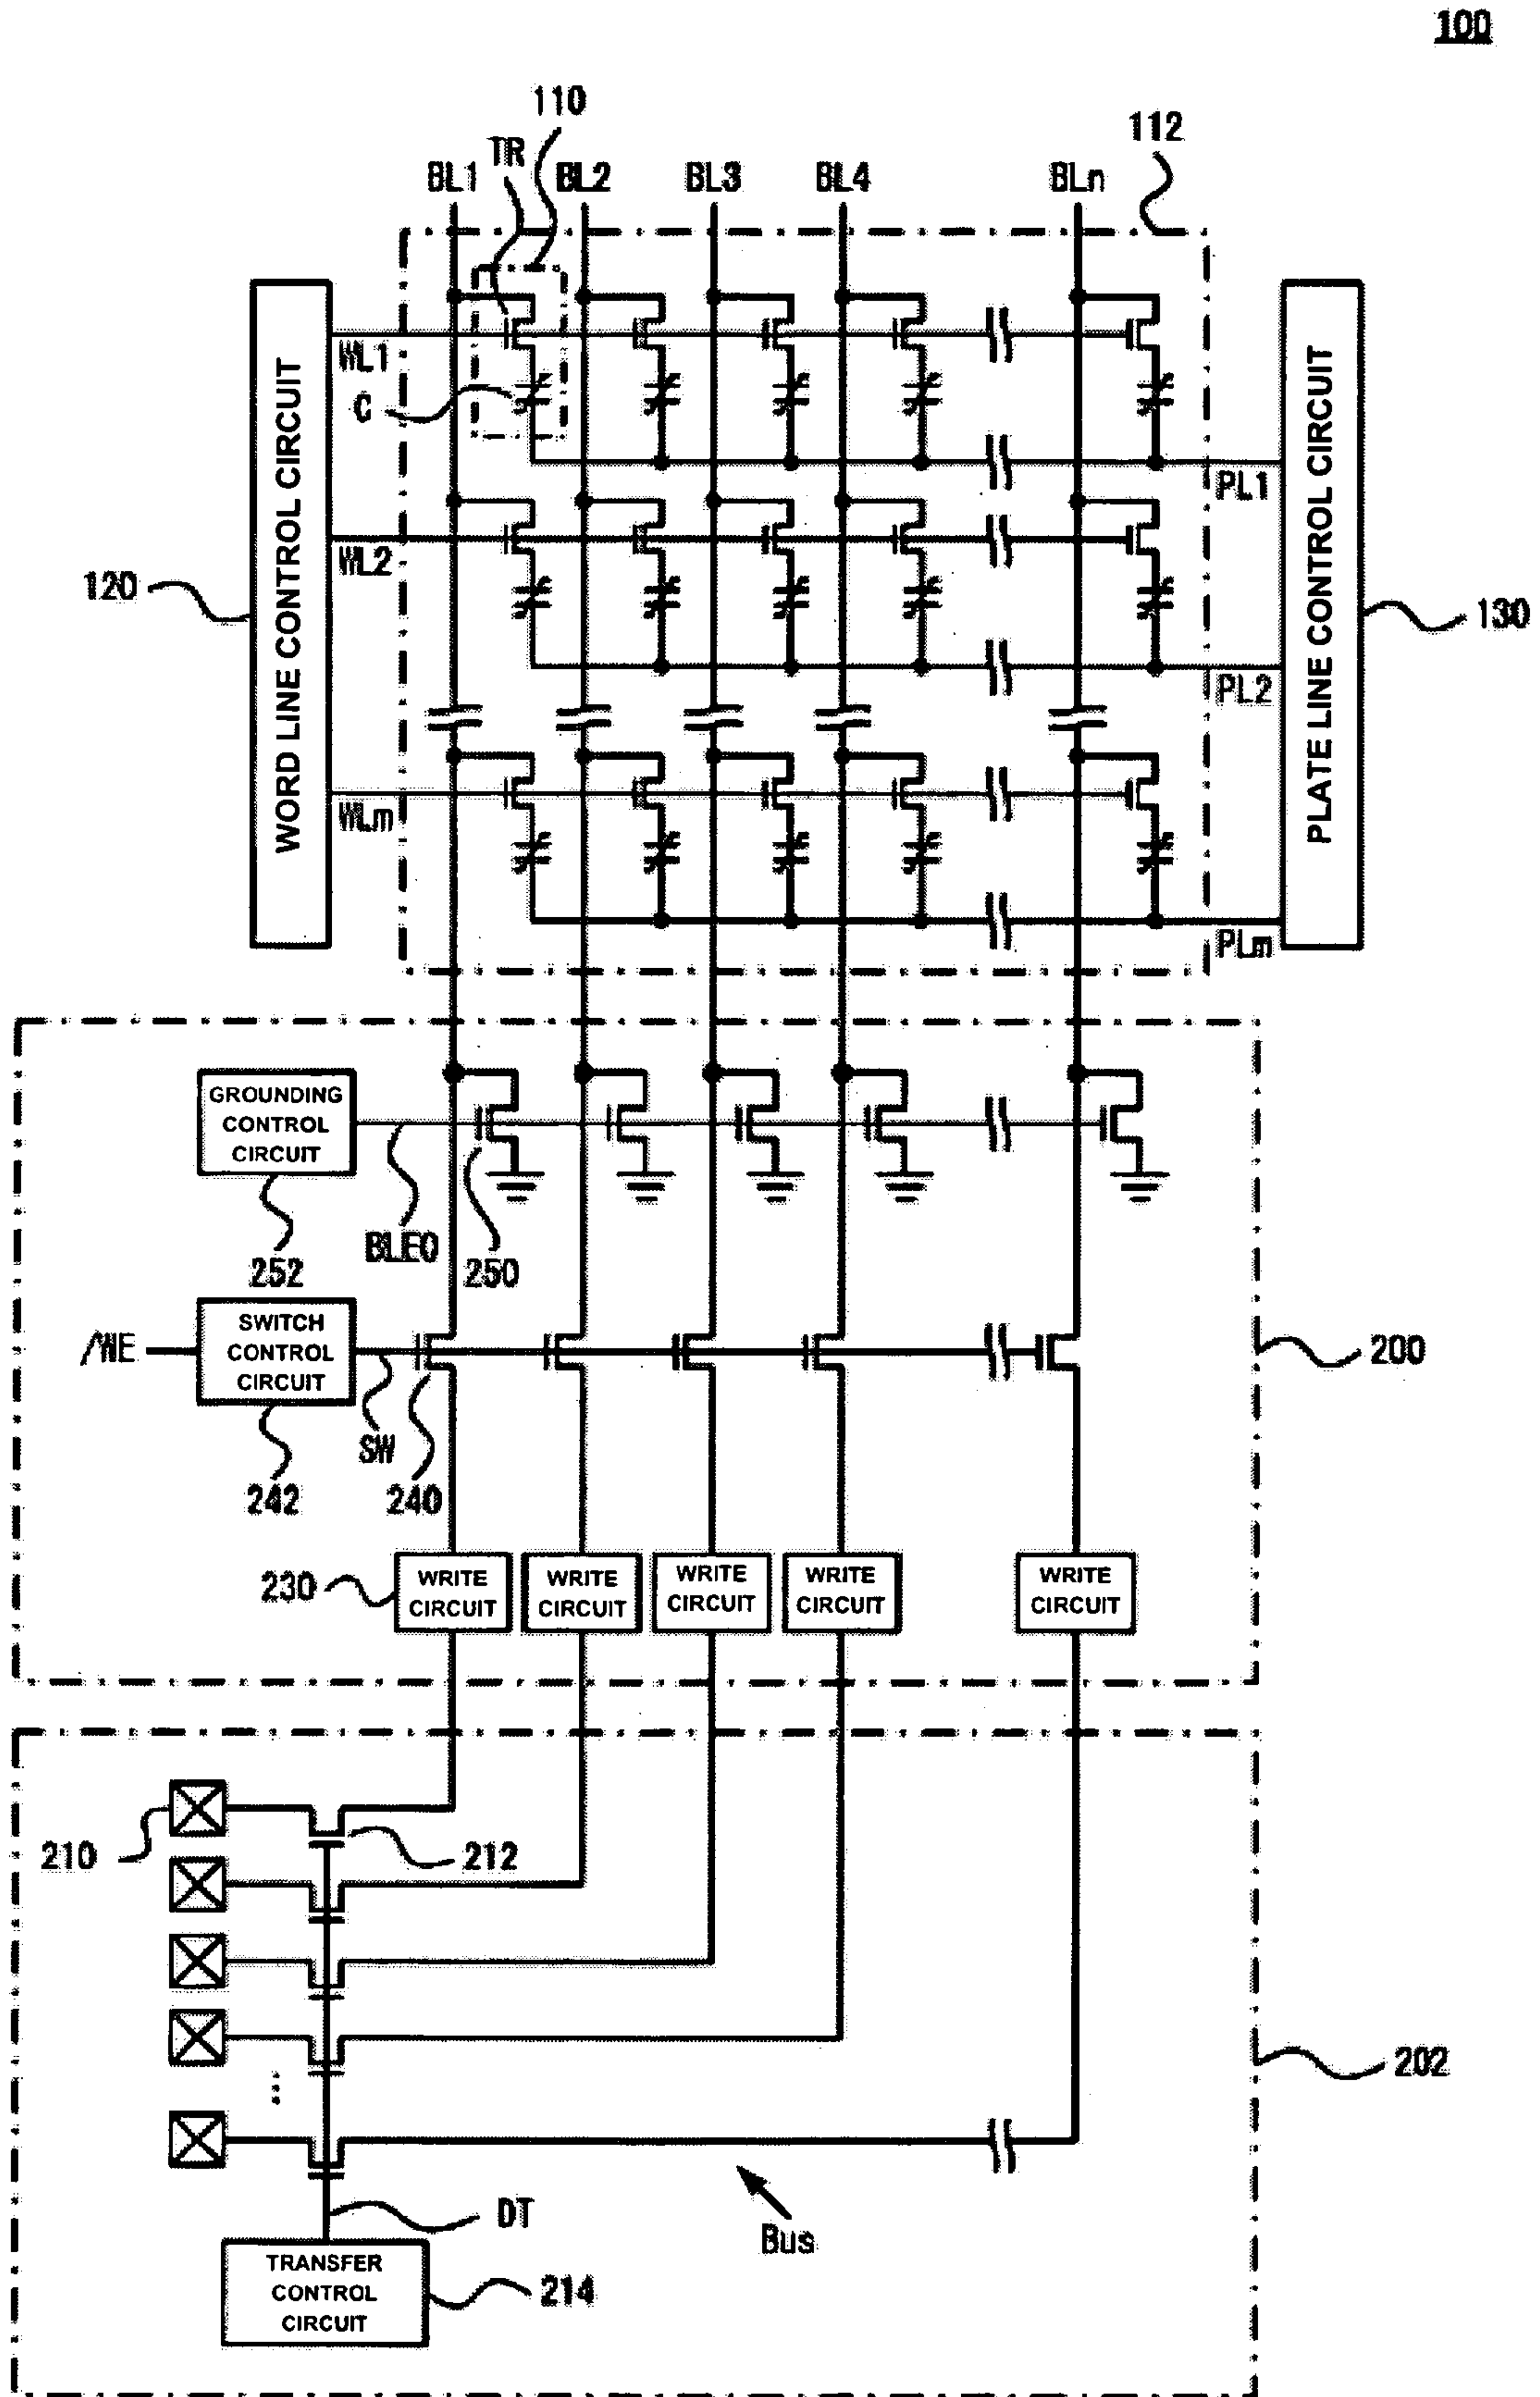 100
110
TR
112
BL1
BL2
BL3
BL4
BLn
WORD LINE CONTROL CIRCUIT
WL1
C
PL1
PLATE LINE CONTROL CIRCUIT
WL2
120
130
PL2
WLm
PLm
GROUNDING
CONTROL
CIRCUIT
252
BLEQ
250
/WE
SWITCH
CONTROL
CIRCUIT
200
SW
242
240
230
WRITE
CIRCUIT
WRITE
CIRCUIT
WRITE
CIRCUIT
WRITE
CIRCUIT
WRITE
CIRCUIT
210
212
202
...
DT
Bus
TRANSFER
CONTROL
CIRCUIT
214